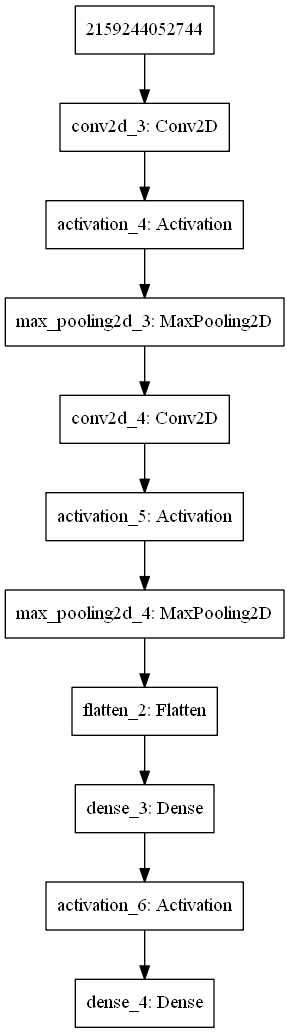 2159244052744
conv2d_3: Conv2D
activation_4: Activation
max_pooling2d_3: MaxPooling2D
conv2d_4: Conv2D
activation_5: Activation
max_pooling2d_4: MaxPooling2D
flatten_2: Flatten
dense_3: Dense
activation_6: Activation
dense_4: Dense